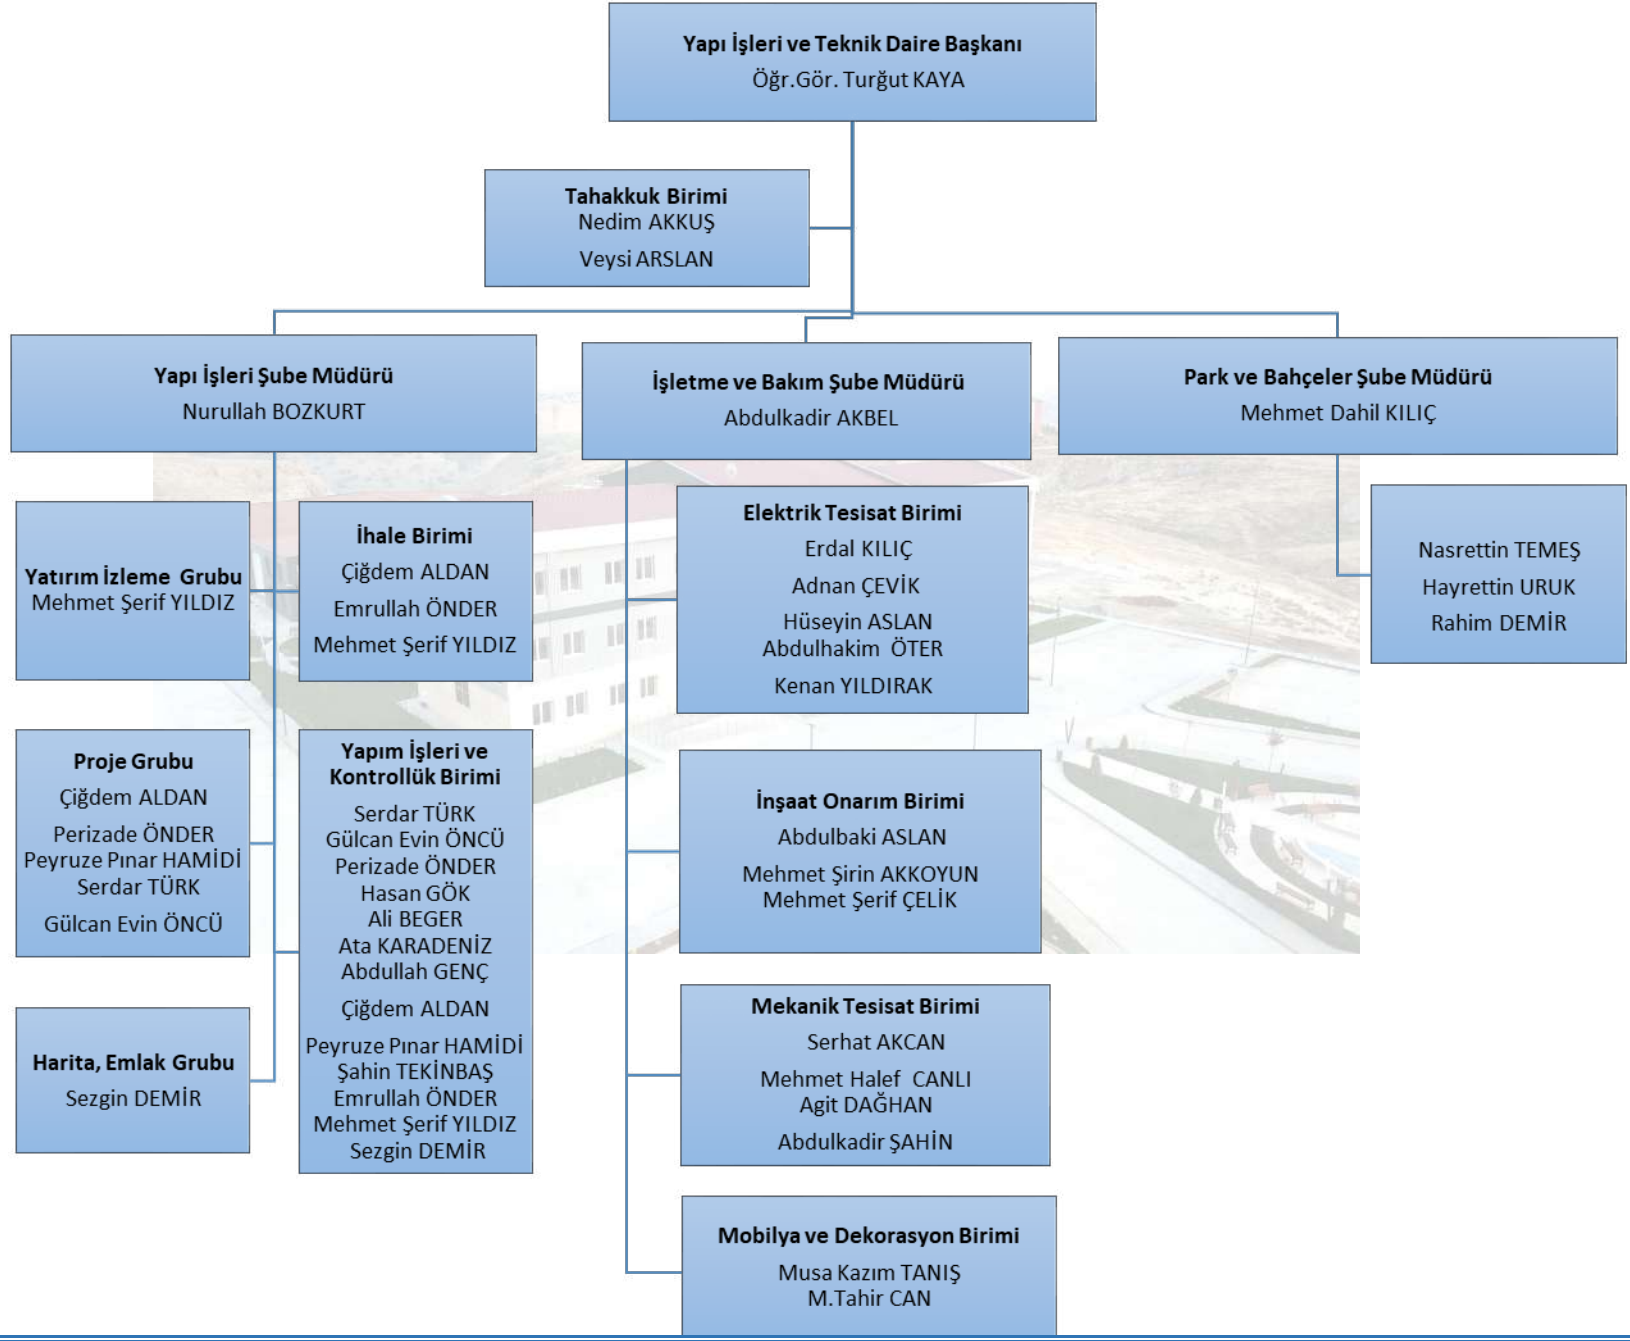 Yapı İşleri ve Teknik Daire Başkanı
Öğr.Gör. Turğut KAYA
Tahakkuk Birimi
Nedim AKKUŞ
Veysi ARSLAN
Yapı İşleri Şube Müdürü
Nurullah BOZKURT
İşletme ve Bakım Şube Müdürü
Abdulkadir AKBEL
Park ve Bahçeler Şube Müdürü
Mehmet Dahil KILIÇ
Yatırım İzleme Grubu
Mehmet Şerif YILDIZ
İhale Birimi
Çiğdem ALDAN
Emrullah ÖNDER
Mehmet Şerif YILDIZ
Elektrik Tesisat Birimi
Erdal KILIÇ
Adnan ÇEVİK
Hüseyin ASLAN
Abdulhakim ÖTER
Kenan YILDIRAK
Nasrettin TEMEŞ
Hayrettin URUK
Rahim DEMİR
Proje Grubu
Çiğdem ALDAN
Perizade ÖNDER
Peyruze Pınar HAMİDİ
Serdar TÜRK
Gülcan Evin ÖNCÜ
Yapım İşleri ve
Kontrollük Birimi
Serdar TÜRK
Gülcan Evin ÖNCÜ
Perizade ÖNDER
Hasan GÖK
Ali BEGER
Ata KARADENİZ
Abdullah GENÇ
Çiğdem ALDAN
Peyruze Pınar HAMİDİ
Şahin TEKİNBAŞ
Emrullah ÖNDER
Mehmet Şerif YILDIZ
Sezgin DEMİR
İnşaat Onarım Birimi
Abdulbaki ASLAN
Mehmet Şirin AKKOYUN
Mehmet Şerif ÇELİK
Harita, Emlak Grubu
Sezgin DEMİR
Mekanik Tesisat Birimi
Serhat AKCAN
Mehmet Halef CANLI
Agit DAĞHAN
Abdulkadir ŞAHİN
Mobilya ve Dekorasyon Birimi
Musa Kazım TANIŞ
M.Tahir CAN